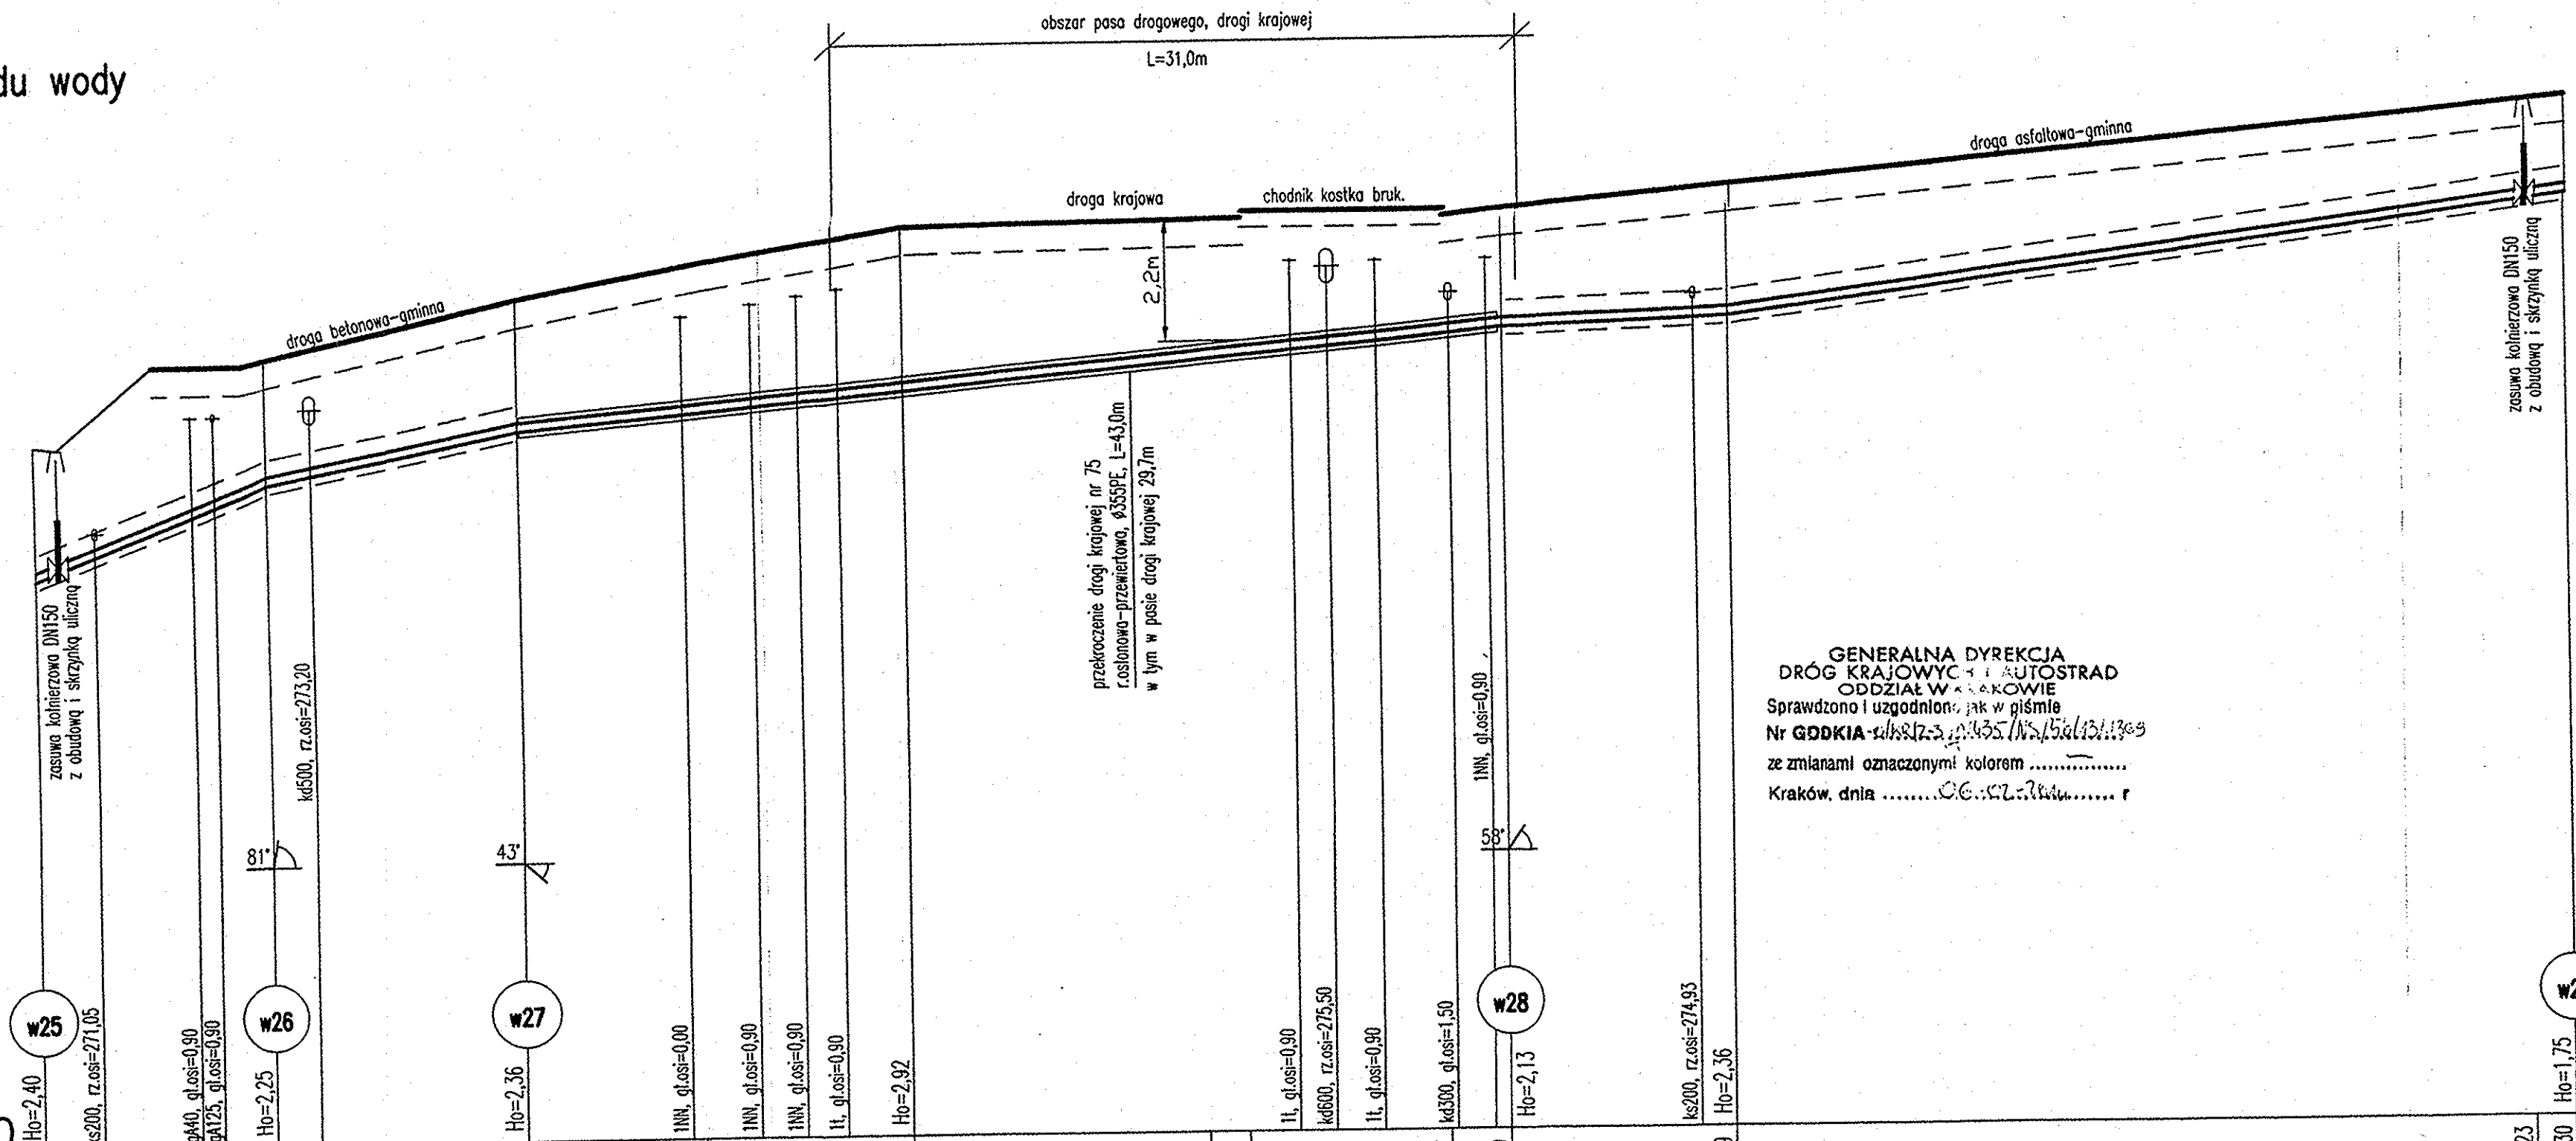 du wody
obszar pasa drogowego, drogi krajowej
L=31,0m
droga betonowa-gminna
droga krajowa
chodnik kostka bruk.
droga asfaltowa-gminna
2,2m
zasuwa kołnierzowa DN150
z obudową i skrzynką uliczną
zasuwa kołnierzowa DN150
z obudową i skrzynką uliczną
przekroczenie drogi krajowej nr 75
r.osłonowa-przewiertowa, ø355PE, L=43,0m
w tym w pasie drogi krajowej 29,7m
GENERALNA DYREKCJA
DRÓG KRAJOWYCH I AUTOSTRAD
ODDZIAŁ W KRAKOWIE
Sprawdzono i uzgodniono jak w piśmie
Nr GDDKIA
ze zmianami oznaczonymi kolorem
Kraków, dnia r
81°
43°
58°
w25
w26
w27
w28
Ho=2,40
ks200, rz.osi=271,05
gA40, gł.osi=0,90
gA125, gł.osi=0,90
Ho=2,25
kd500, rz.osi=273,20
Ho=2,36
1NN, gł.osi=0,00
1NN, gł.osi=0,90
1NN, gł.osi=0,90
1t, gł.osi=0,90
Ho=2,92
1t, gł.osi=0,90
kd600, rz.osi=275,50
1t, gł.osi=0,90
kd300, gł.osi=1,50
1NN, gł.osi=0,90
Ho=2,13
ks200, rz.osi=274,93
Ho=2,36
Ho=1,75
23
30